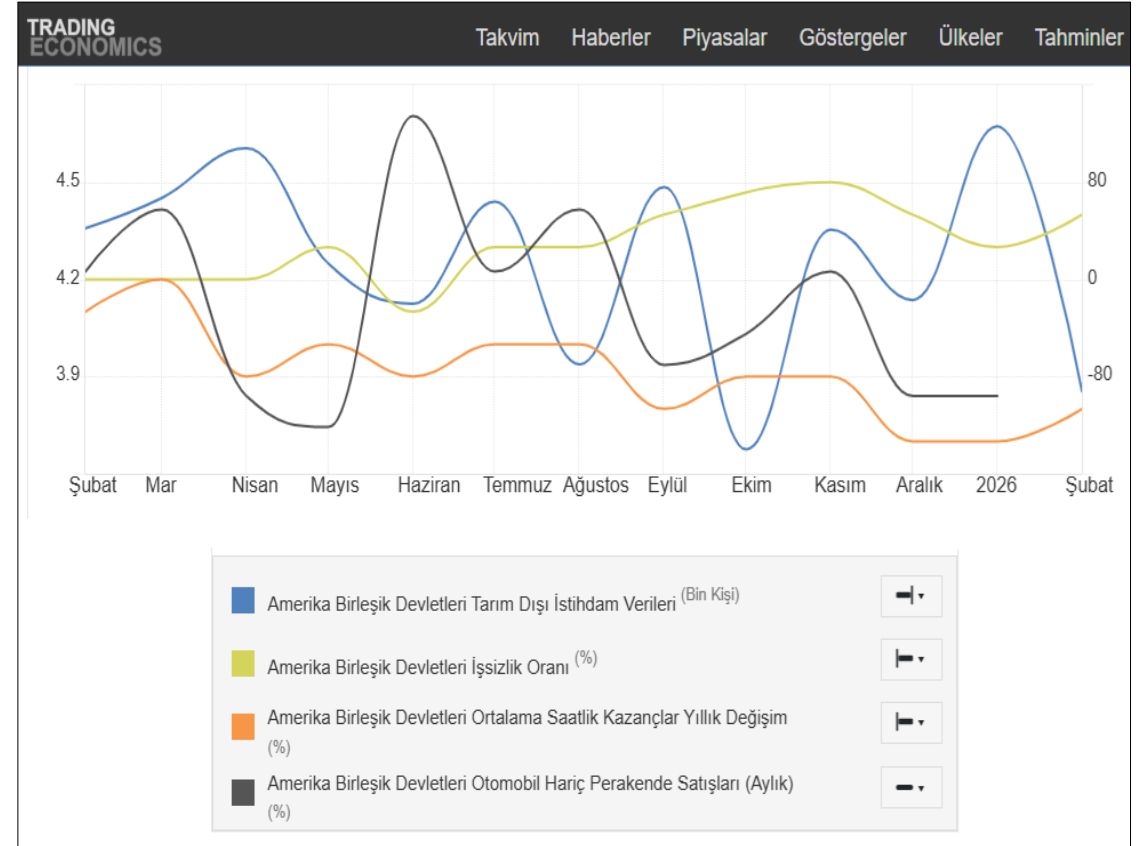 TRADING
ECONOMICS
Takvim Haberler Piyasalar Göstergeler Ülkeler Tahminler
4.5 80
4.2 0
3.9 -80
Şubat Mar Nisan Mayıs Haziran Temmuz Ağustos Eylül Ekim Kasım Aralık 2026 Şubat
Amerika Birleşik Devletleri Tarım Dışı İstihdam Verileri (Bin Kişi)
Amerika Birleşik Devletleri İşsizlik Oranı (%)
Amerika Birleşik Devletleri Ortalama Saatlik Kazançlar Yıllık Değişim
(%)
Amerika Birleşik Devletleri Otomobil Hariç Perakende Satışları (Aylık)
(%)